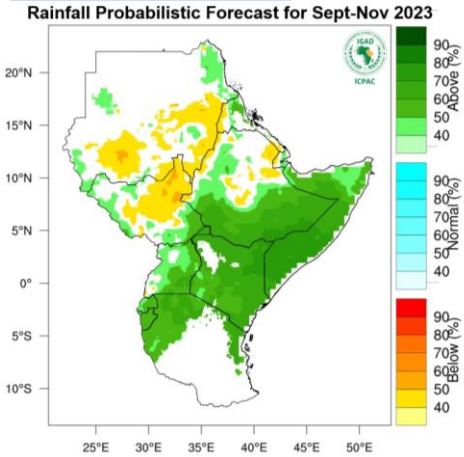 Rainfall Probabilistic Forecast for Sept-Nov 2023
IGAD
ICPAC
20°N
15°N
10°N
5°N
0°
5°S
10°S
25°E 30°E 35°E 40°E 45°E 50°E
90
80
70
60
50
40
Above (%)
90
80
70
60
50
40
Normal (%)
90
80
70
60
50
40
Below (%)